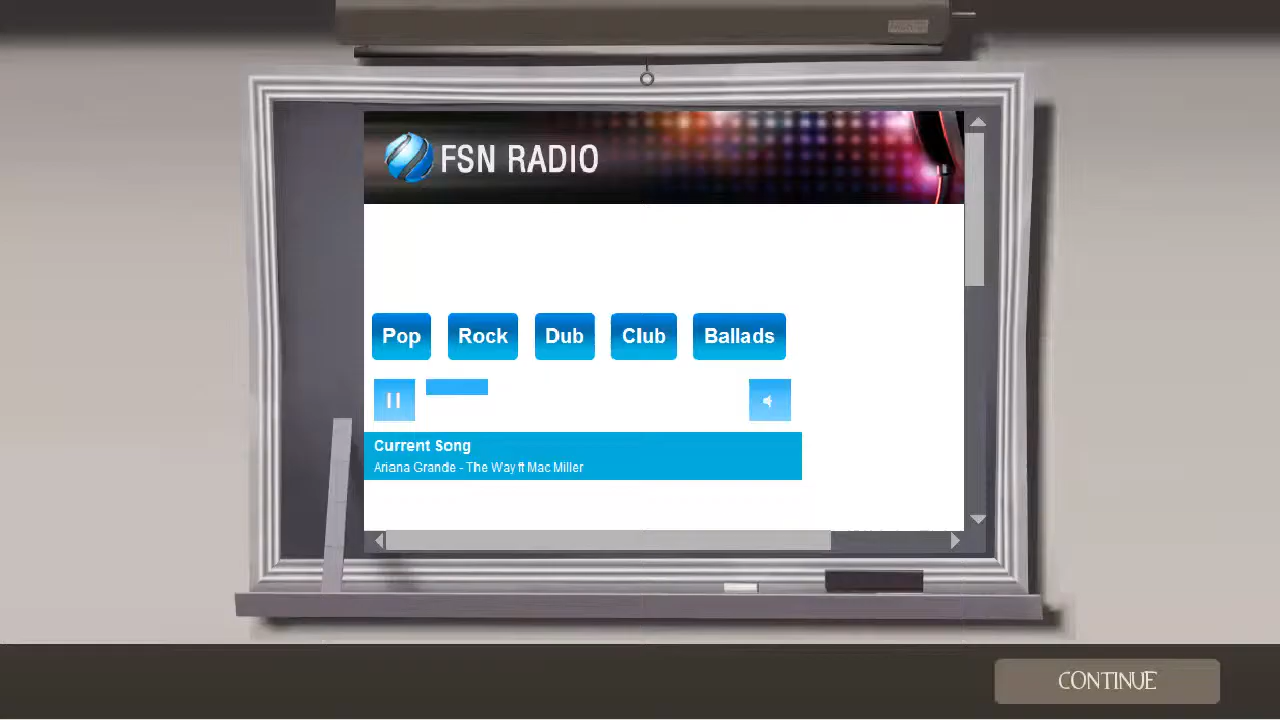 FSN RADIO
Pop Rock Dub Club Ballads
Current Song
Ariana Grande - The Way ft Mac Miller
CONTINUE